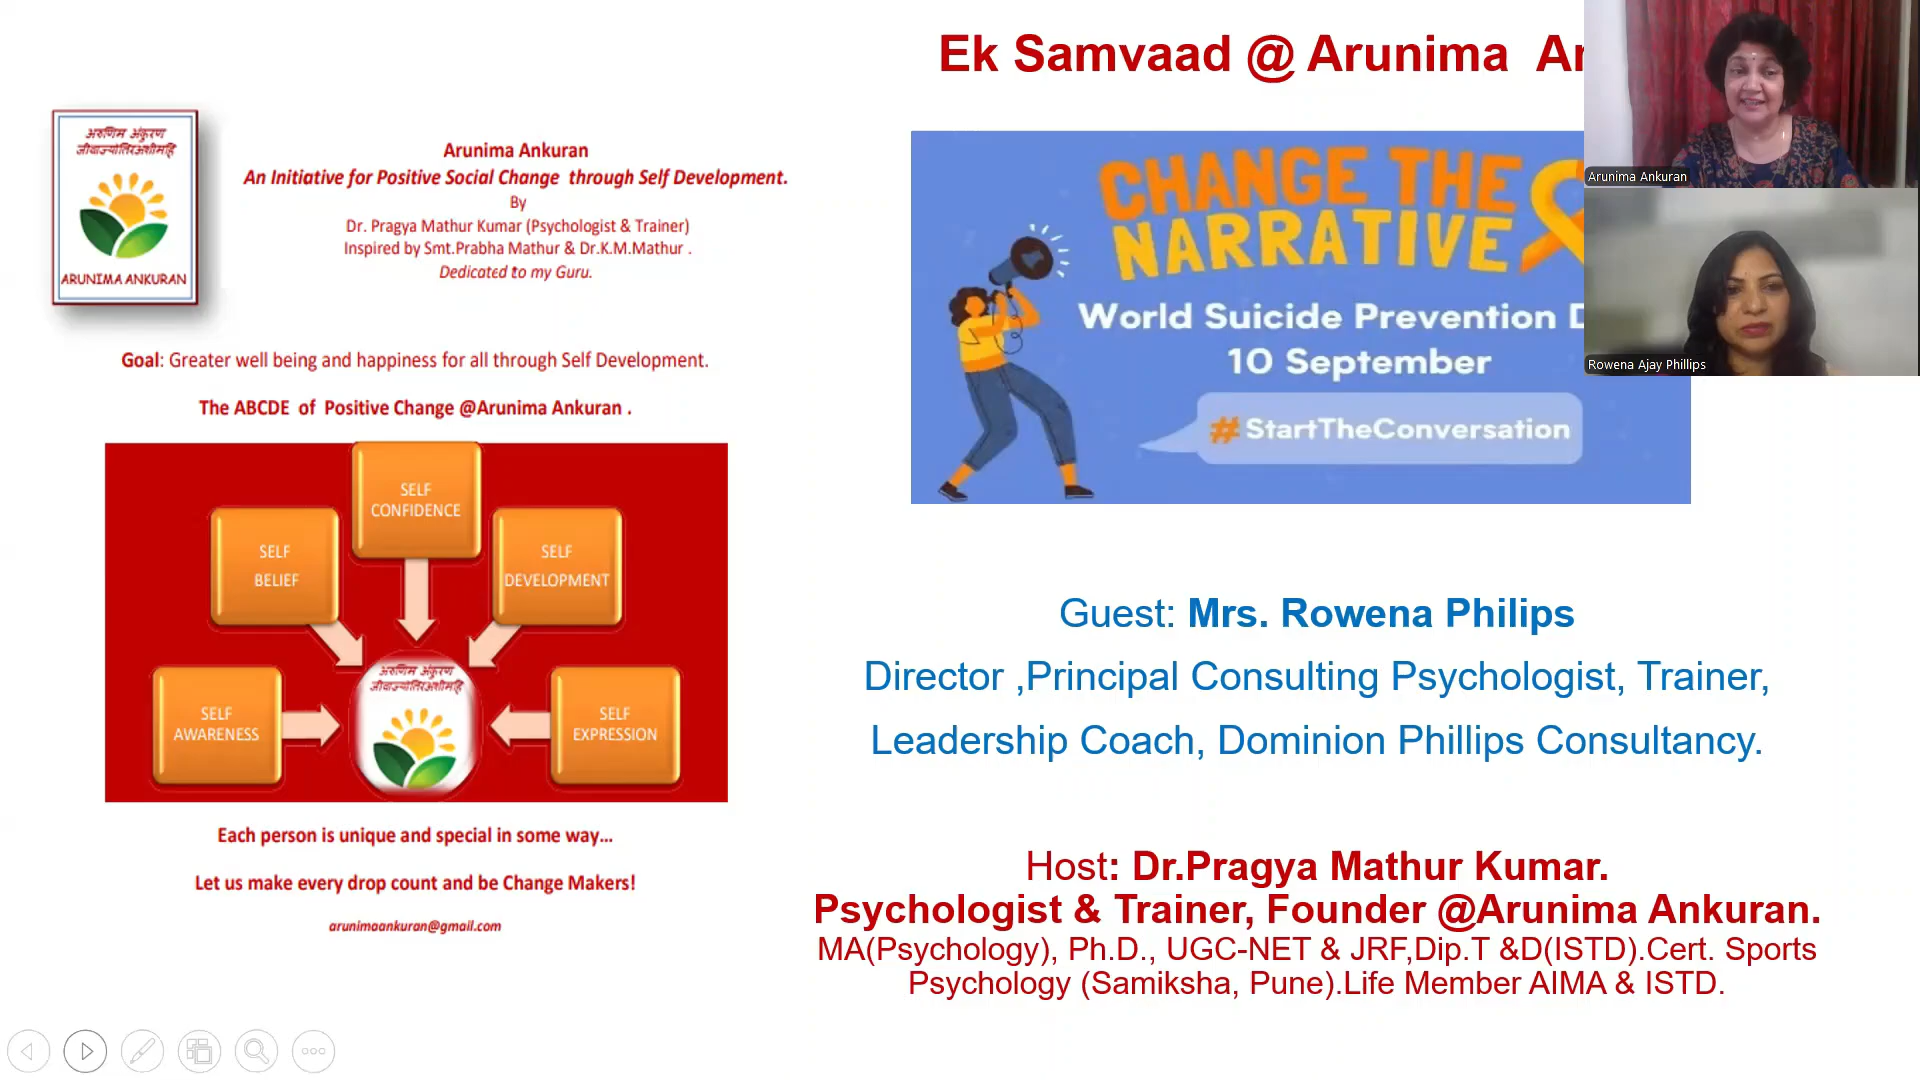 Ek Samvaad @ Arunima
अरुणिम अंकुरण
ARUNIMA ANKURAN
Arunima Ankuran
An Initiative for Positive Social Change through Self Development.
By
Dr. Pragya Mathur Kumar (Psychologist & Trainer)
Inspired by Smt.Prabha Mathur & Dr.K.M.Mathur .
Dedicated to my Guru.
Goal: Greater well being and happiness for all through Self Development.
The ABCDE of Positive Change @Arunima Ankuran .
SELF
CONFIDENCE
SELF
BELIEF
SELF
DEVELOPMENT
SELF
AWARENESS
SELF
EXPRESSION
अरुणिम अंकुरण
Each person is unique and special in some way...
Let us make every drop count and be Change Makers!
arunimaankuran@gmail.com
CHANGE THE
NARRATIVE
World Suicide Prevention
10 September
#StartTheConversation
Arunima Ankuran
Rowena Ajay Phillips
Guest: Mrs. Rowena Philips
Director ,Principal Consulting Psychologist, Trainer,
Leadership Coach, Dominion Phillips Consultancy.
Host: Dr.Pragya Mathur Kumar.
Psychologist & Trainer, Founder @Arunima Ankuran.
MA(Psychology), Ph.D., UGC-NET & JRF,Dip.T &D(ISTD).Cert. Sports
Psychology (Samiksha, Pune).Life Member AIMA & ISTD.